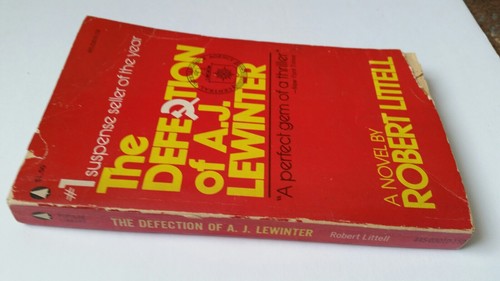 #1 suspense seller of the year
The
DEFECTION
of A.J.
LEWINTER
"A perfect gem of a thriller"
A NOVEL BY
ROBERT LITTELL
THE DEFECTION OF A. J. LEWINTER Robert Littell